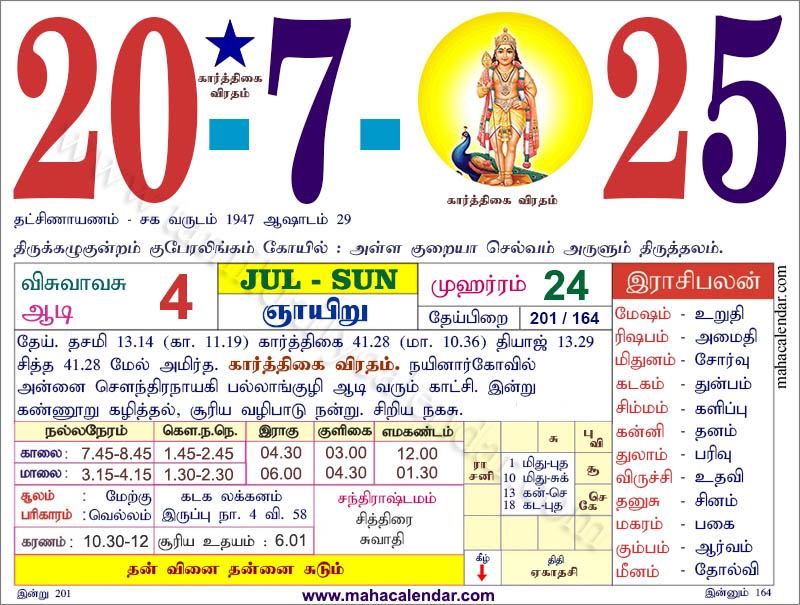 20-7-25
கார்த்திகை
விரதம்
கார்த்திகை விரதம்
தட்சிணாயணம் - சக வருடம் 1947 ஆஷாடம் 29
திருக்கழுகுன்றம் குபேரலிங்கம் கோயில் : அள்ள குறையா செல்வம் அருளும் திருத்தலம்.
விசுவாவசு
ஆடி 4
JUL - SUN
ஞாயிறு
முஹர்ரம் 24
தேய்பிறை 201 / 164
தேய். தசமி 13.14 (கா. 11.19) கார்த்திகை 41.28 (மா. 10.36) தியாஜ் 13.29
சித்த 41.28 மேல் அமிர்த. கார்த்திகை விரதம். நயினார்கோவில்
அன்னை சௌந்திரநாயகி பல்லாங்குழி ஆடி வரும் காட்சி. இன்று
கண்ணூறு கழித்தல், சூரிய வழிபாடு நன்று. சிறிய நகசு.
நல்லநேரம் கௌ.ந.நெ. இராகு குளிகை எமகண்டம்
காலை: 7.45-8.45 1.45-2.45 04.30 03.00 12.00
மாலை: 3.15-4.15 1.30-2.30 06.00 04.30 01.30
சூலம் : மேற்கு
பரிகாரம் :வெல்லம்
கடக லக்கனம்
இருப்பு நா. 4 வி. 58
சந்திராஷ்டமம்
சித்திரை
சுவாதி
கரணம்: 10.30-12 சூரிய உதயம் : 6.01
தன் வினை தன்னை சுடும்
சு
பு
வி
ரா
சனி
1 மிது-புத
10 மிது-சுக்
13 கன்-செ
18 கட-புத
சூ
செ
கே
கீழ்
திதி
ஏகாதசி
இராசிபலன்
மேஷம் - உறுதி
ரிஷபம் - அமைதி
மிதுனம் - சோர்வு
கடகம் - துன்பம்
சிம்மம் - களிப்பு
கன்னி - தனம்
துலாம் - பரிவு
விருச்சி - உதவி
தனுசு - சினம்
மகரம் - பகை
கும்பம் - ஆர்வம்
மீனம் - தோல்வி
mahacalendar.com
இன்று 201
www.mahacalendar.com
இன்னும் 164